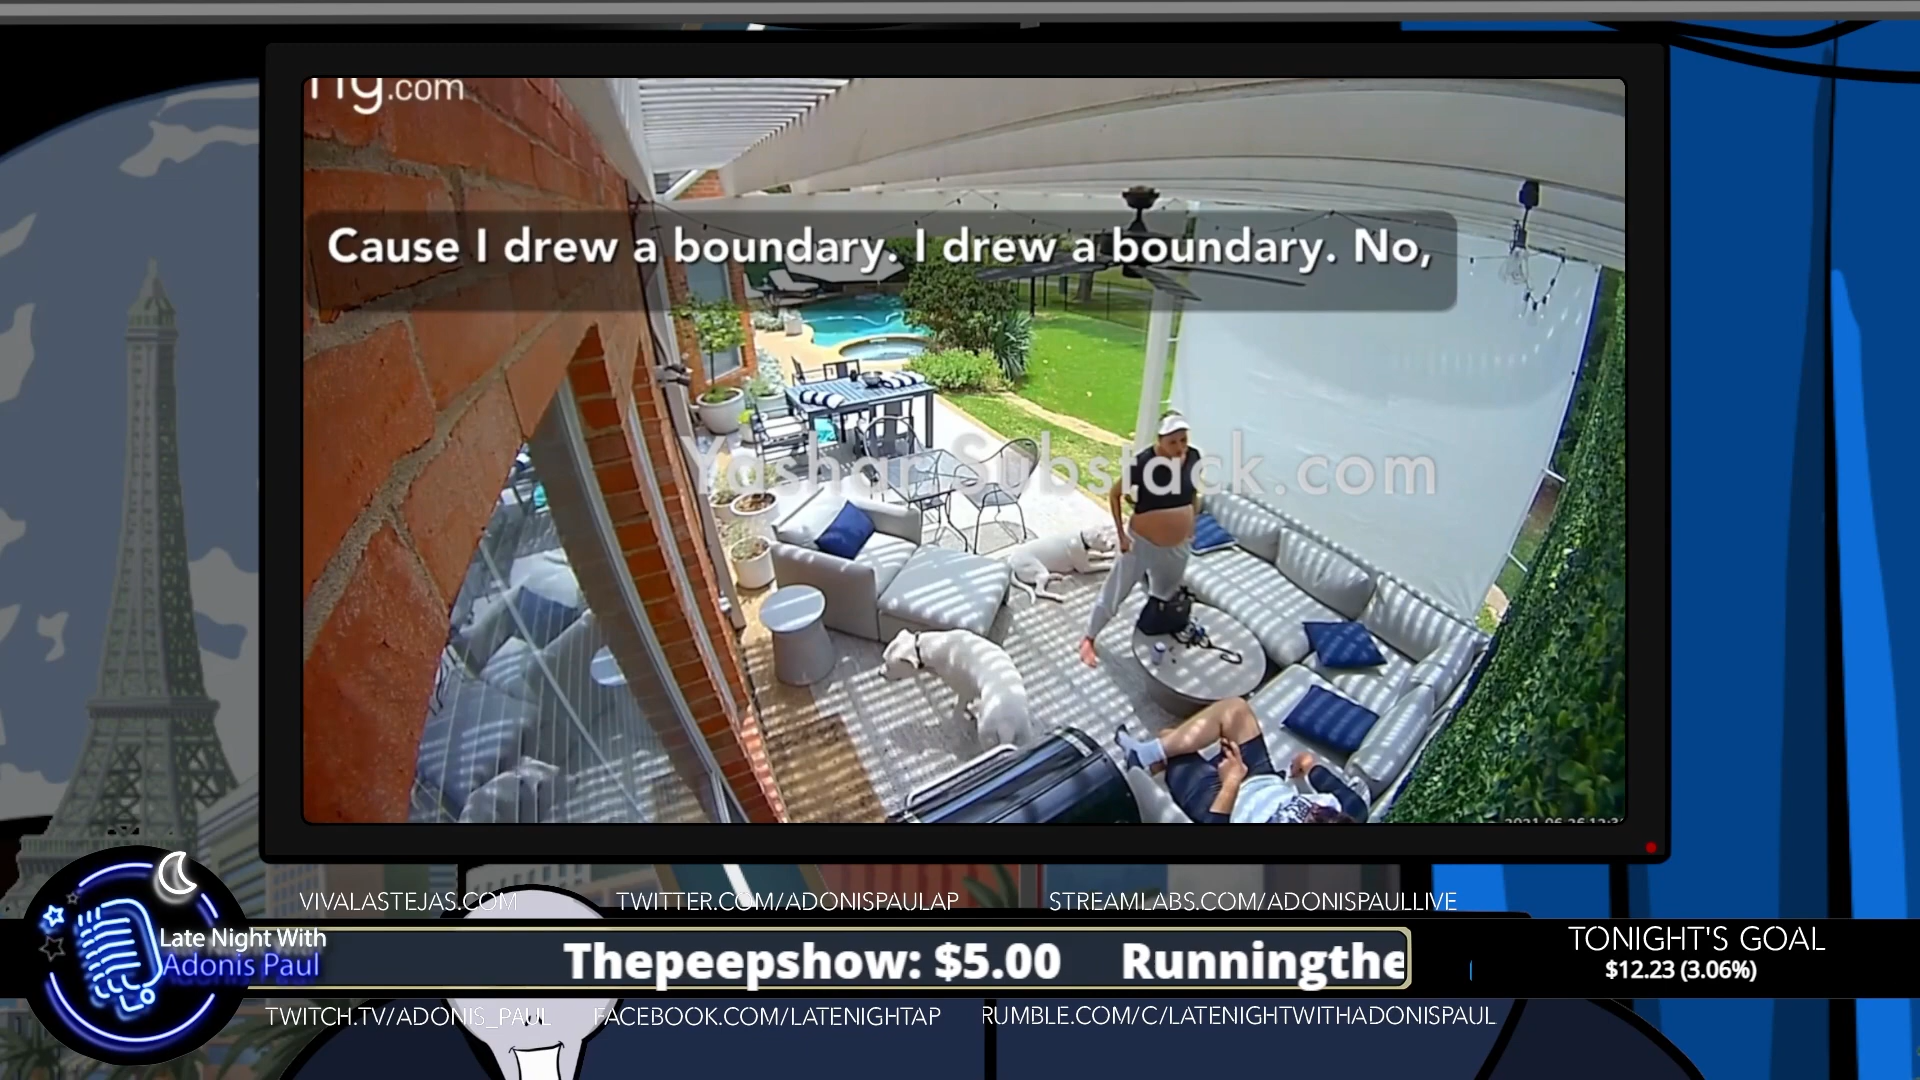 .com
Cause I drew a boundary. I drew a boundary. No,
Yashar.Substack.com
VIVALASTEJAS.COM
TWITTER.COM/ADONISPAULAP
STREAMLABS.COM/ADONISPAULLIVE
Late Night With
Adonis Paul
Thepeepshow: $5.00
Runningthe
TONIGHT'S GOAL
$12.23 (3.06%)
TWITCH.TV/ADONIS_PAUL
FACEBOOK.COM/LATENIGHTAP
RUMBLE.COM/C/LATENIGHTWITHADONISPAUL